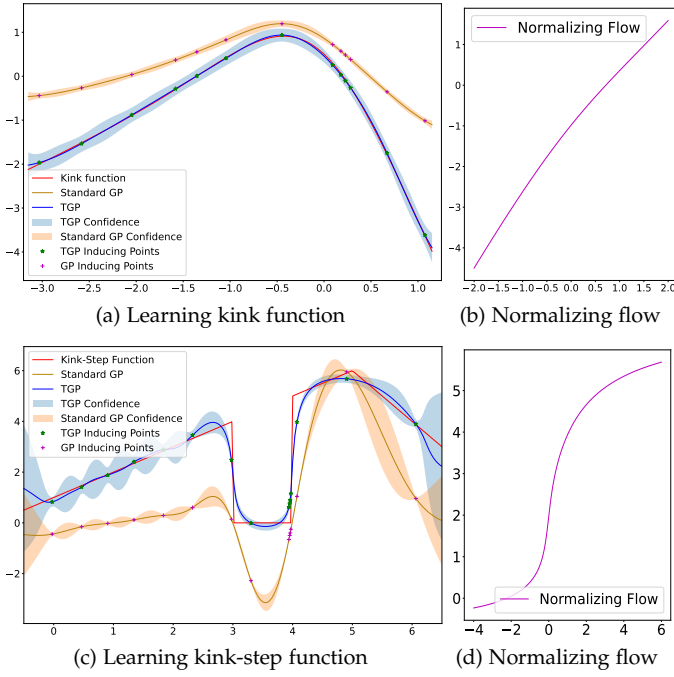 1
0
−1
−2
−3
−4
Kink function
Standard GP
TGP
TGP Confidence
Standard GP Confidence
TGP Inducing Points
GP Inducing Points
−3.0 −2.5 −2.0 −1.5 −1.0 −0.5 0.0 0.5 1.0
(a) Learning kink function
Normalizing Flow
1
0
−1
−2
−3
−4
−2.0 −1.5 −1.0 −0.5 0.0 0.5 1.0 1.5 2.0
(b) Normalizing flow
6
4
2
0
−2
Kink-Step Function
Standard GP
TGP
TGP Confidence
Standard GP Confidence
TGP Inducing Points
GP Inducing Points
0 1 2 3 4 5 6
(c) Learning kink-step function
5
4
3
2
1
0
Normalizing Flow
−4 −2 0 2 4 6
(d) Normalizing flow